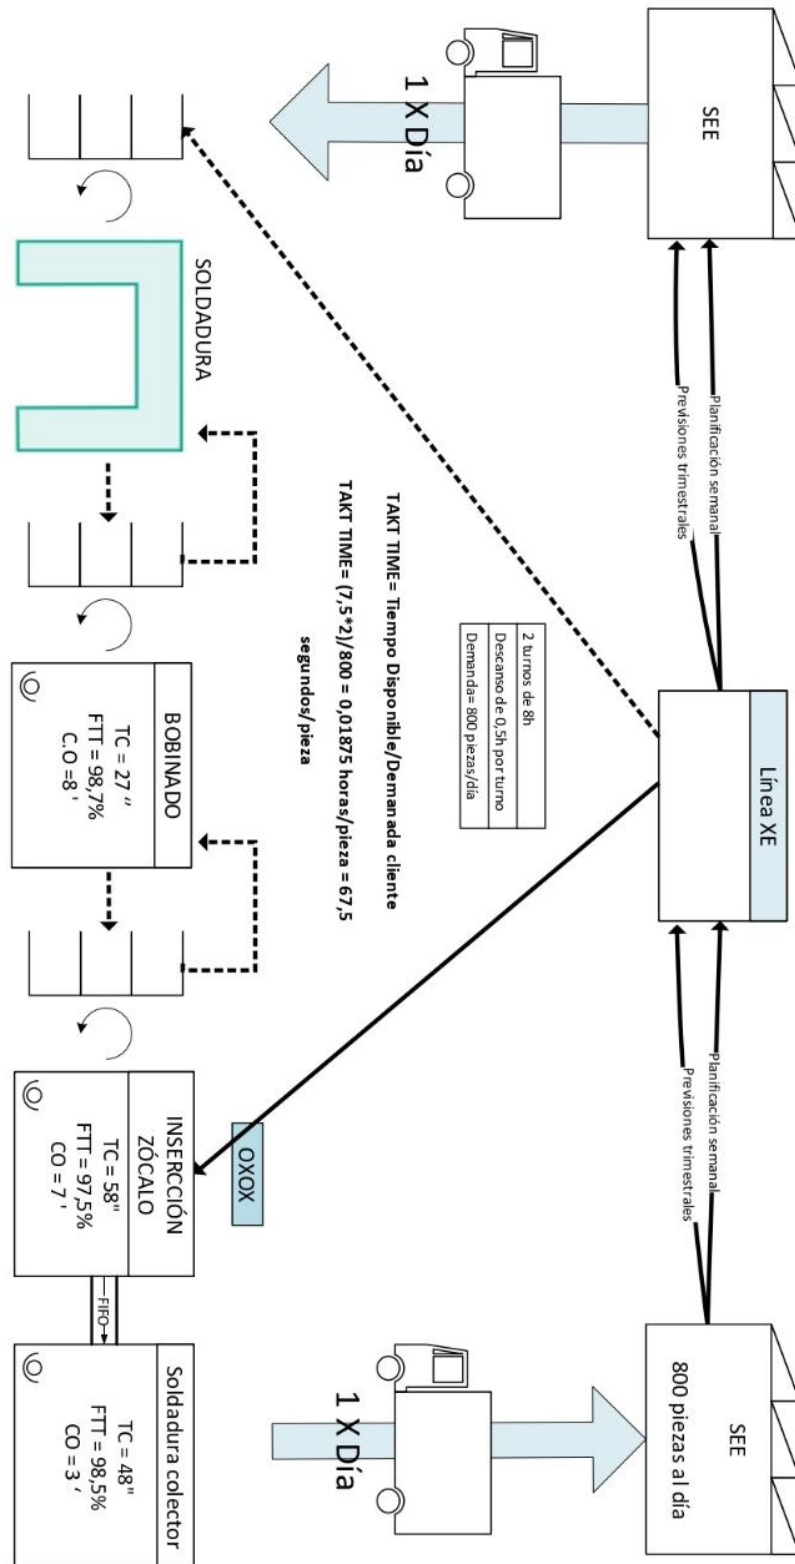 SEE
Planificación semanal
Previsiones trimestrales
Línea XE
Planificación semanal
Previsiones trimestrales
SEE
800 piezas al día
1 X Día
2 turnos de 8h
Descanso de 0,5h por turno
Demanda= 800 piezas/día
1 X Día
TAKT TIME= Tiempo Disponible/Demanada cliente
TAKT TIME= (7,5*2)/800 = 0,01875 horas/pieza = 67,5
segundos/pieza
OXOX
SOLDADURA
BOBINADO
TC = 27 ″
FTT = 98,7%
C.O =8 '
INSERCCIÓN
ZÓCALO
TC = 58"
FTT = 97,5%
CO = 7 '
FIFO
Soldadura colector
TC = 48"
FTT = 98,5%
CO = 3 '